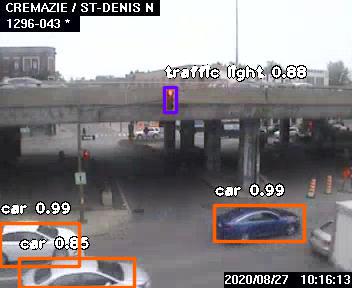 CREMAZIE / ST-DENIS N
1296-043 *
traffic light 0.88
car 0.99
car 0.99
car 0.86
2020/08/27 10:16:13